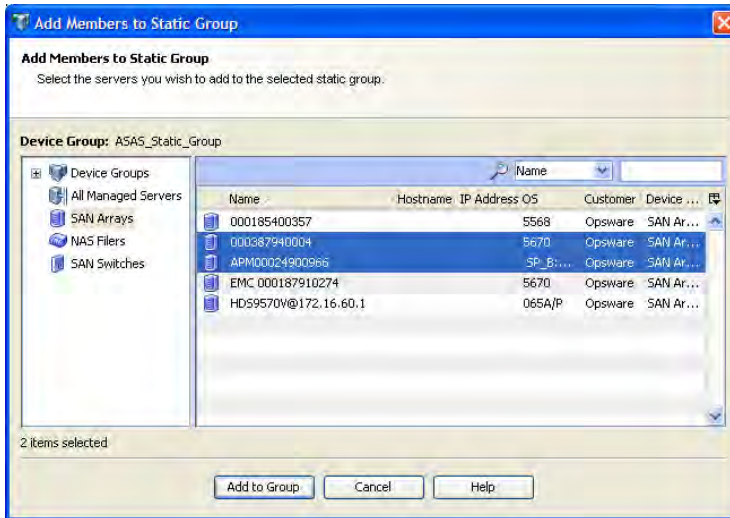 Add Members to Static Group
Add Members to Static Group
Select the servers you wish to add to the selected static group.
Device Group: ASAS_Static_Group
Device Groups
All Managed Servers
SAN Arrays
NAS Filers
SAN Switches
Name
Name Hostname IP Address OS Customer Device ...
000185400357 5568 Opsware SAN Ar...
000387940004 5670 Opsware SAN Ar...
APM00024900966 SP_B:... Opsware SAN Ar...
EMC 000187910274 5670 Opsware SAN Ar...
HDS9570V@172.16.60.1 065A/P Opsware SAN Ar...
2 items selected
Add to Group Cancel Help